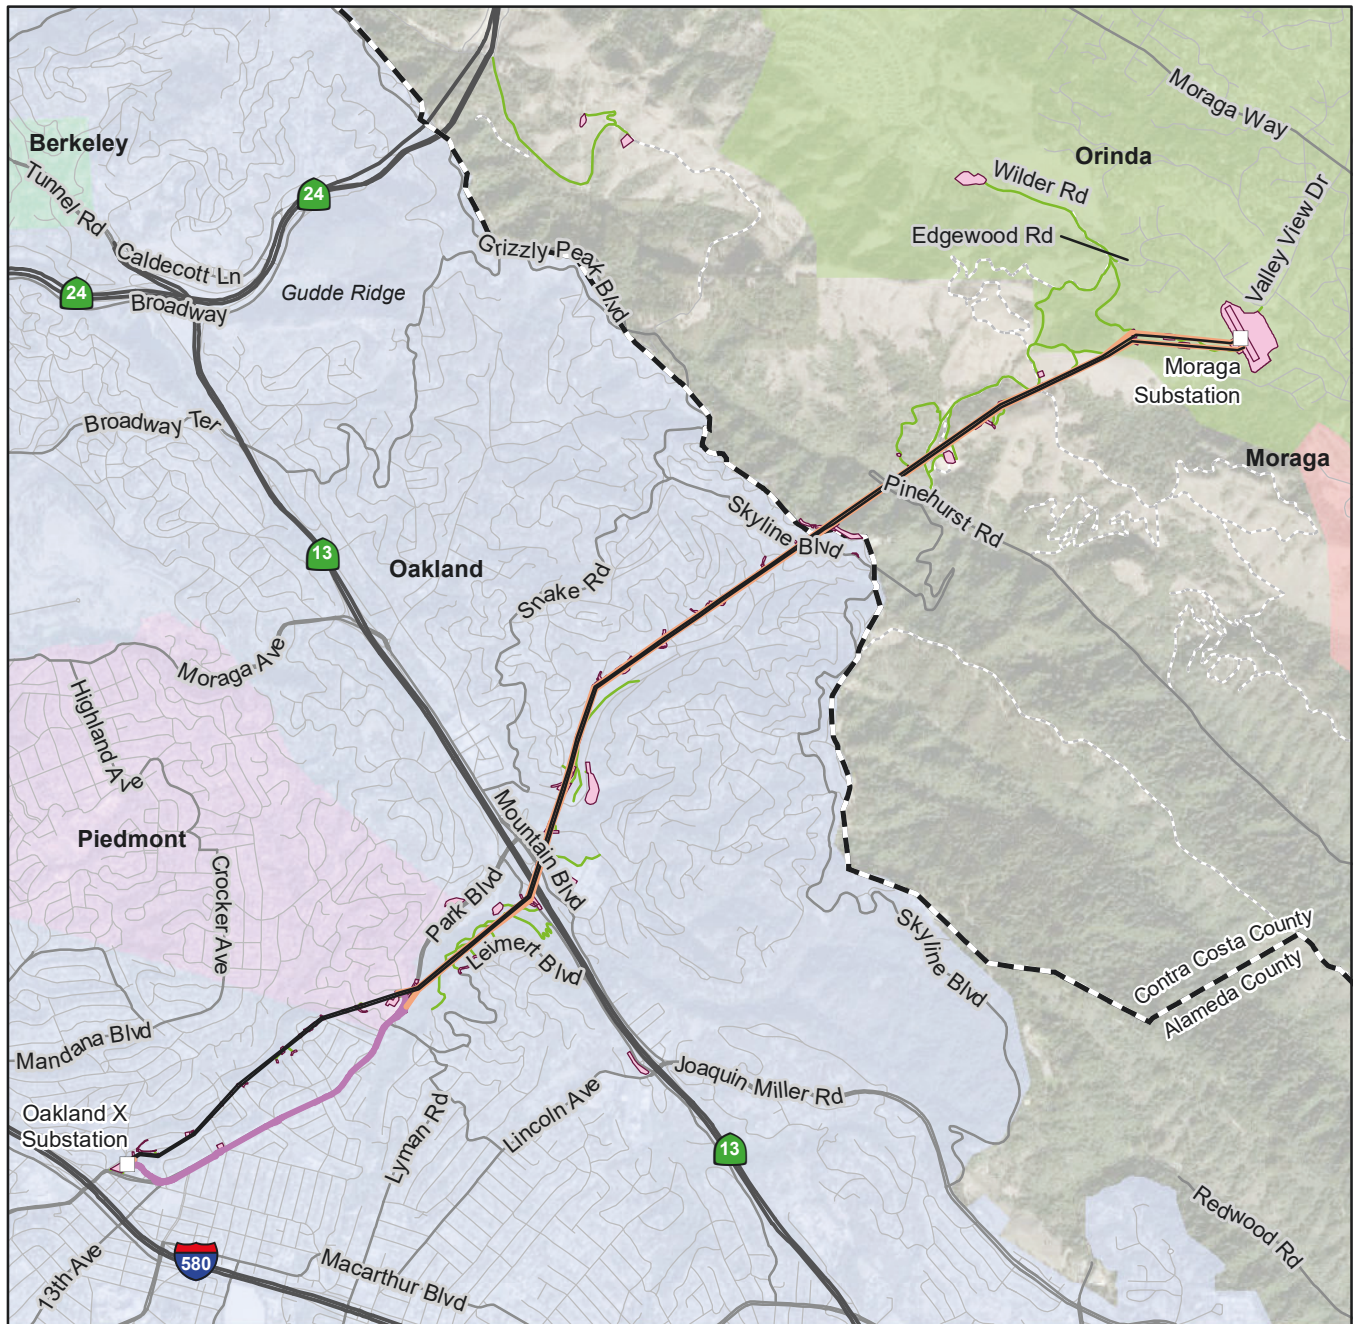 Moraga Way
Berkeley
Orinda
Tunnel Rd
Wilder Rd
24
Valley View Dr
Edgewood Rd
Grizzly Peak Blvd
Caldecott Ln
24
Gudde Ridge
Broadway
Moraga
Substation
Broadway Ter
Moraga
Pinehurst Rd
Skyline Blvd
13
Oakland
Snake Rd
Moraga Ave
Highland Ave
Mountain Blvd
Piedmont
Crocker Ave
Park Blvd
Leimert Blvd
Skyline Blvd
Contra Costa County
Alameda County
Mandana Blvd
Joaquin Miller Rd
Lincoln Ave
Lyman Rd
Oakland X
Substation
13
Redwood Rd
13th Ave
580
Macarthur Blvd